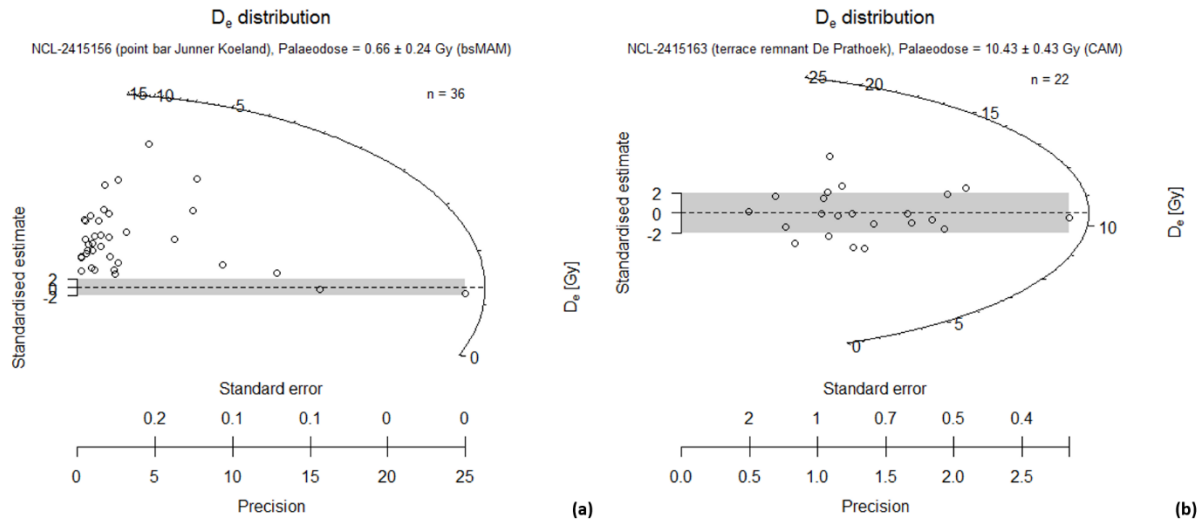 De distribution
NCL-2415156 (point bar Junner Koeland), Palaeodose = 0.66 ± 0.24 Gy (bsMAM)
n = 36
15
10
5
0
De [Gy]
Standardised estimate
2
0
-2
Standard error
0.2 0.1 0.1 0 0
0 5 10 15 20 25
Precision
(a)
De distribution
NCL-2415163 (terrace remnant De Prathoek), Palaeodose = 10.43 ± 0.43 Gy (CAM)
n = 22
25
20
15
10
5
0
De [Gy]
Standardised estimate
2
0
-2
Standard error
2 1 0.7 0.5 0.4
0.0 0.5 1.0 1.5 2.0 2.5
Precision
(b)